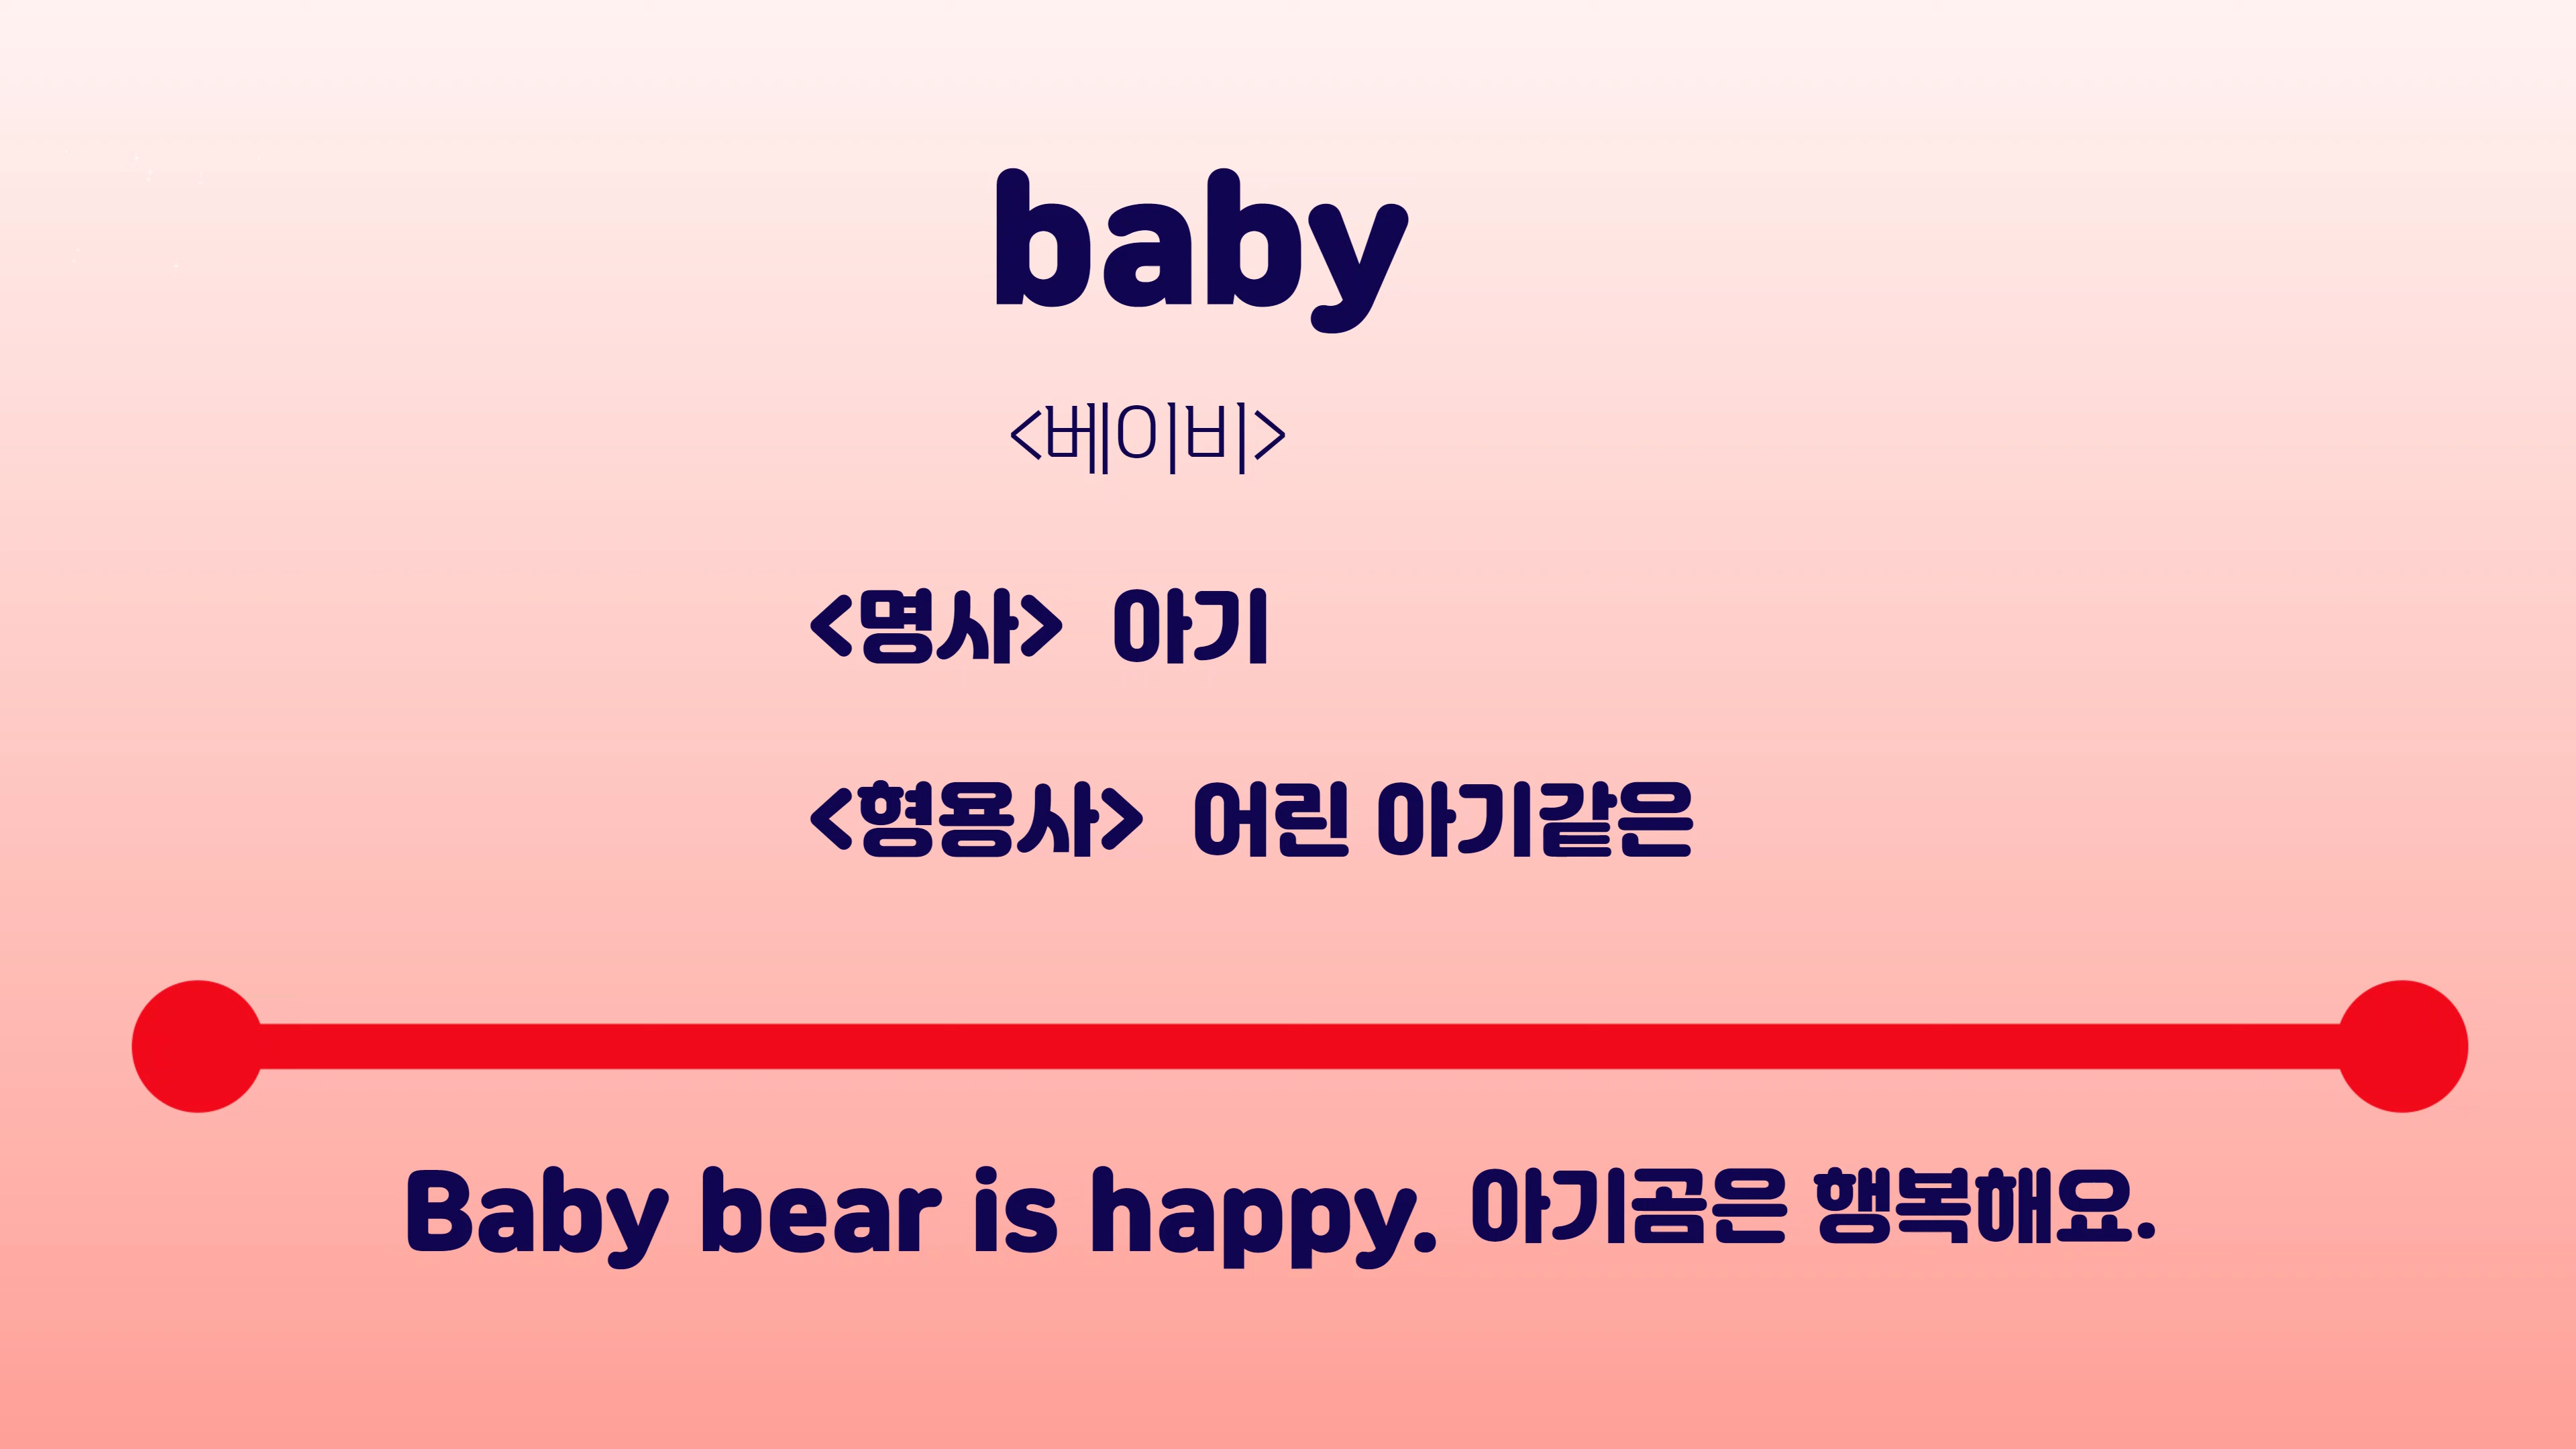 baby
<베이비>
<명사> 아기
<형용사> 어린 아기같은
Baby bear is happy. 아기곰은 행복해요.